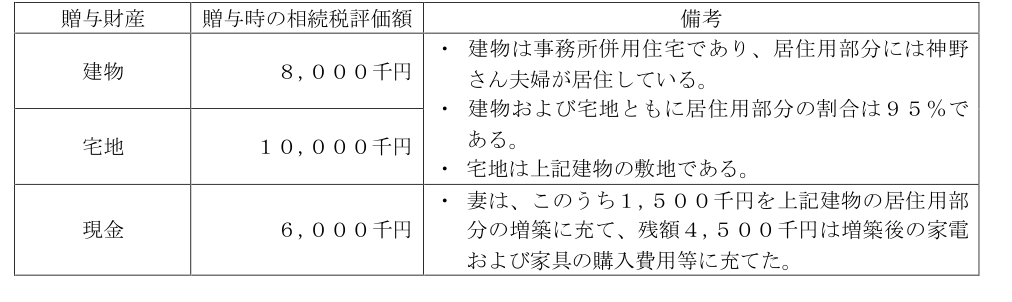 贈与財産 贈与時の相続税評価額 備考
建物 ８,０００千円
・ 建物は事務所併用住宅であり、居住用部分には神野
さん夫婦が居住している。
・ 建物および宅地ともに居住用部分の割合は９５％で
ある。
・ 宅地は上記建物の敷地である。
宅地 １０,０００千円
現金 ６,０００千円
・ 妻は、このうち１,５００千円を上記建物の居住用部
分の増築に充て、残額４,５００千円は増築後の家電
および家具の購入費用等に充てた。